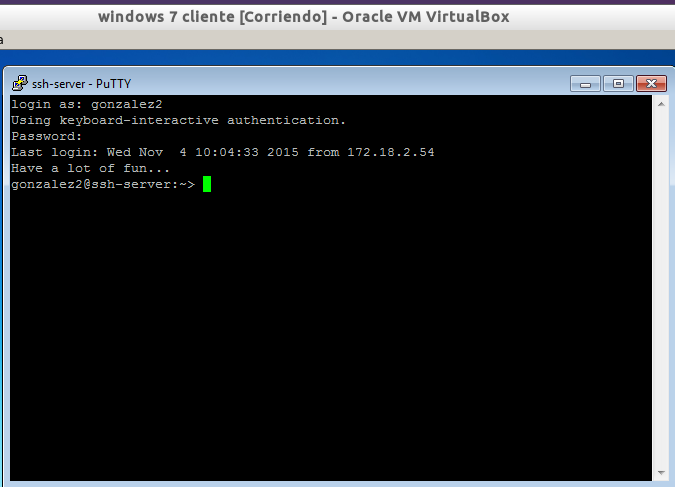 windows 7 cliente [Corriendo] - Oracle VM VirtualBox
a
ssh-server - PuTTY
login as: gonzalez2
Using keyboard-interactive authentication.
Password:
Last login: Wed Nov  4 10:04:33 2015 from 172.18.2.54
Have a lot of fun...
gonzalez2@ssh-server:~>